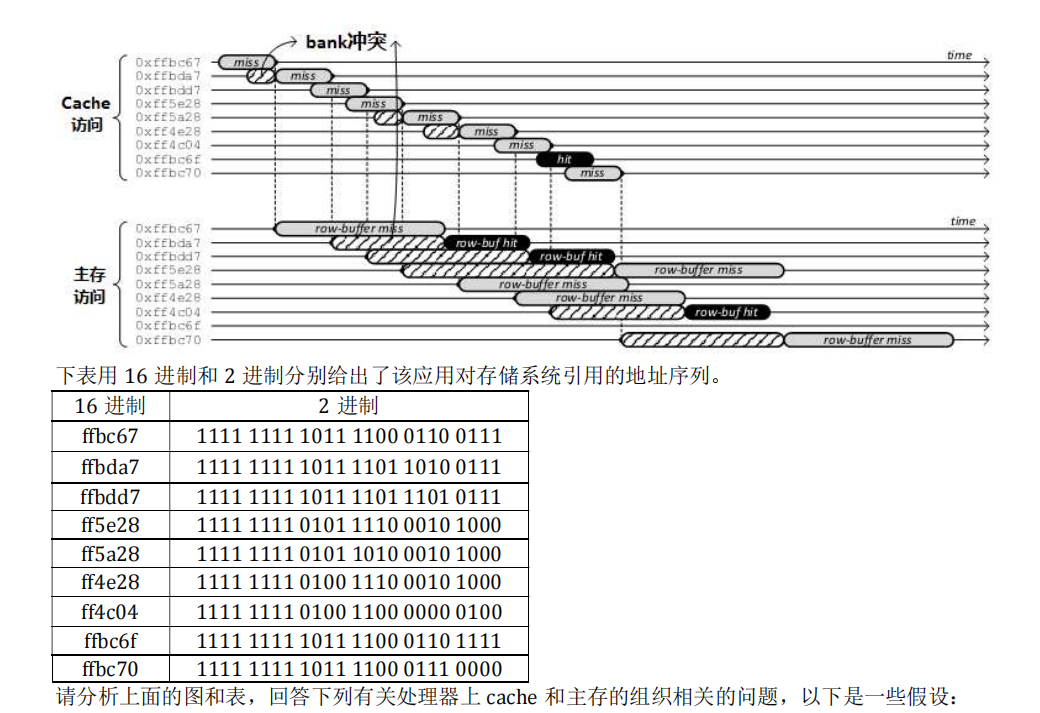 bank冲突
time
Cache
访问
0xffbc67 miss
0xffbda7 miss
0xffbdd7 miss
0xff5e28 miss
0xff5a28 miss
0xff4e28 miss
0xff4c04 miss
0xffbc6f hit
0xffbc70 miss
time
主存
访问
0xffbc67 row-buffer miss
0xffbda7 row-buf hit
0xffbdd7 row-buf hit
0xff5e28 row-buffer miss
0xff5a28 row-buffer miss
0xff4e28 row-buffer miss
0xff4c04 row-buf hit
0xffbc6f
0xffbc70 row-buffer miss
下表用 16 进制和 2 进制分别给出了该应用对存储系统引用的地址序列。
16 进制 2 进制
ffbc67 1111 1111 1011 1100 0110 0111
ffbda7 1111 1111 1011 1101 1010 0111
ffbdd7 1111 1111 1011 1101 1101 0111
ff5e28 1111 1111 0101 1110 0010 1000
ff5a28 1111 1111 0101 1010 0010 1000
ff4e28 1111 1111 0100 1110 0010 1000
ff4c04 1111 1111 0100 1100 0000 0100
ffbc6f 1111 1111 1011 1100 0110 1111
ffbc70 1111 1111 1011 1100 0111 0000
请分析上面的图和表，回答下列有关处理器上 cache 和主存的组织相关的问题，以下是一些假设：